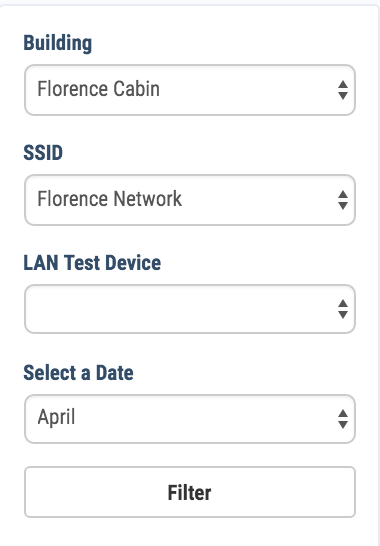 Building
Florence Cabin
SSID
Florence Network
LAN Test Device
Select a Date
April
Filter